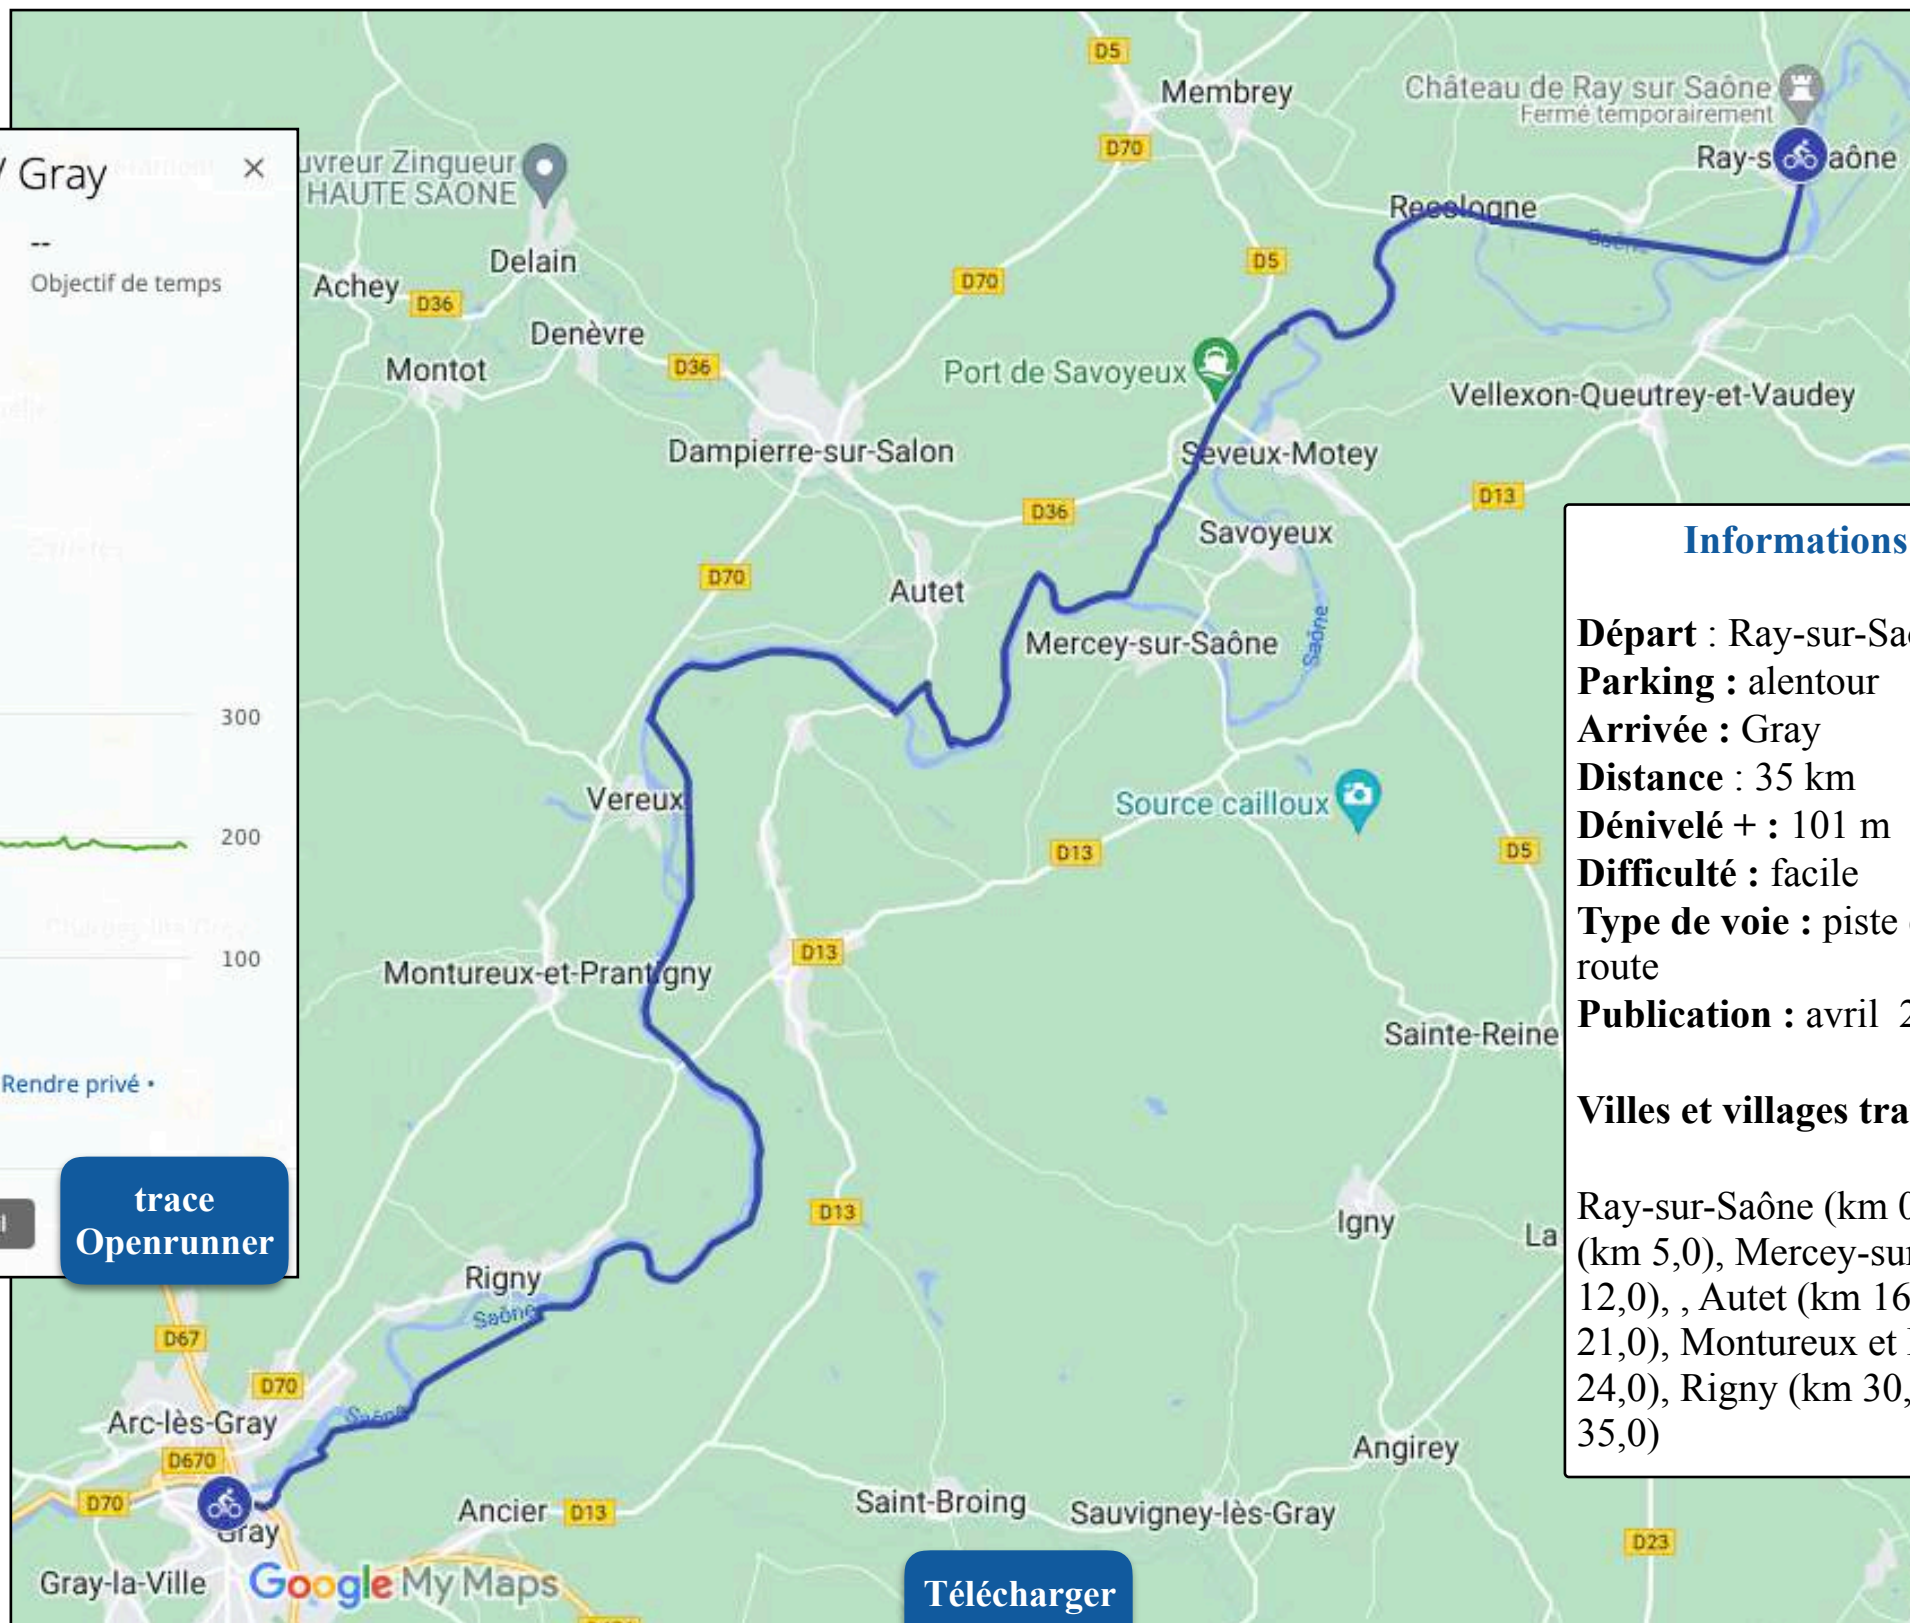 / Gray
×
--
Objectif de temps
300
200
100
Rendre privé •
trace
Openrunner
D5
Membrey
Château de Ray sur Saône
Fermé temporairement
D70
Ray-s aône
uvreur Zingueur
HAUTE SAONE
Recologne
Delain
D5
Achey
D36
D70
Denèvre
Montot
D36
Port de Savoyeux
Vellexon-Queutrey-et-Vaudey
Dampierre-sur-Salon
Seveux-Motey
D13
D36
Savoyeux
D70
Autet
Saône
Mercey-sur-Saône
Vereux
Source cailloux
D13
D5
D13
Montureux-et-Prantigny
Sainte-Reine
D13
Igny
La
Rigny
Saône
D67
D70
Arc-lès-Gray
Saône
D670
Angirey
D70
Ancier
D13
Saint-Broing
Sauvigney-lès-Gray
Gray
D23
Gray-la-Ville
Google My Maps
Télécharger
Informations
Départ : Ray-sur-Sa
Parking : alentour
Arrivée : Gray
Distance : 35 km
Dénivelé + : 101 m
Difficulté : facile
Type de voie : piste
route
Publication : avril 2
Villes et villages tra
Ray-sur-Saône (km 0
(km 5,0), Mercey-su
12,0), , Autet (km 16
21,0), Montureux et
24,0), Rigny (km 30,
35,0)